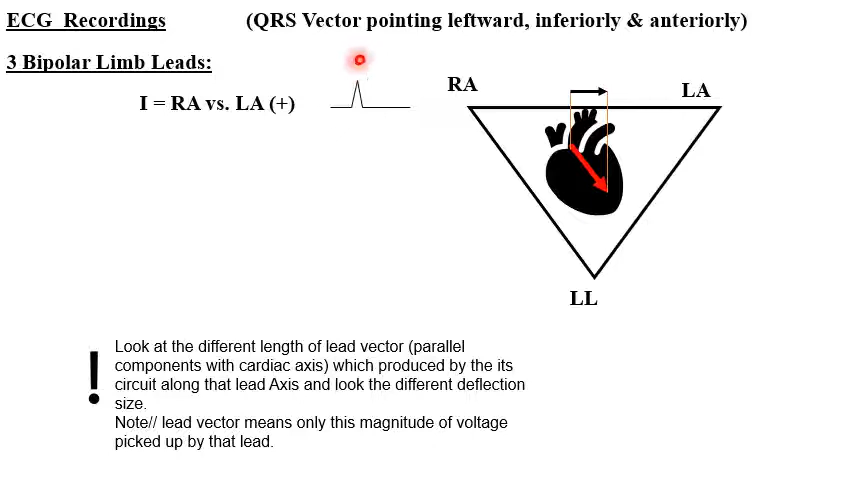 ECG Recordings (QRS Vector pointing leftward, inferiorly & anteriorly)
3 Bipolar Limb Leads:
I = RA vs. LA (+)
RA
LA
LL
!
Look at the different length of lead vector (parallel
components with cardiac axis) which produced by the its
circuit along that lead Axis and look the different deflection
size.
Note// lead vector means only this magnitude of voltage
picked up by that lead.